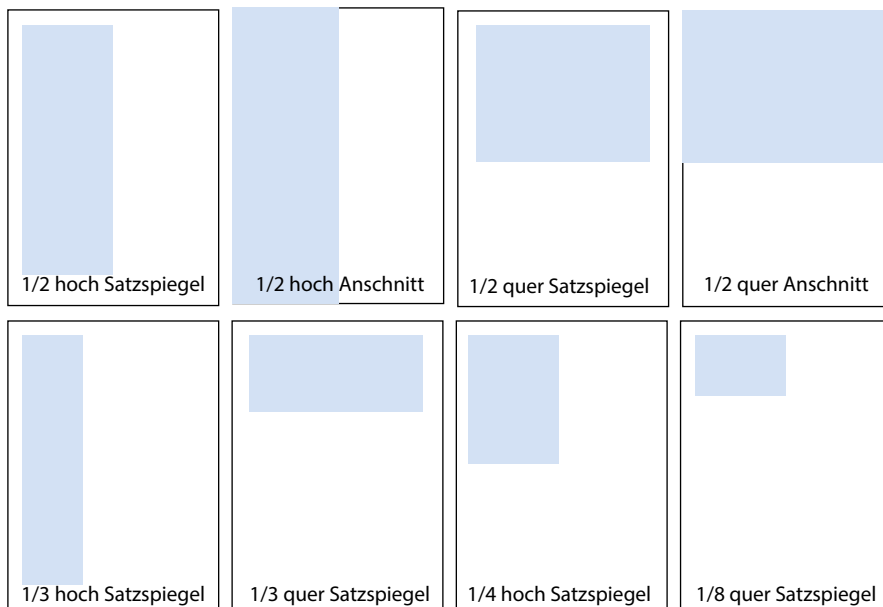 1/2 hoch Satzspiegel
1/2 hoch Anschnitt
1/2 quer Satzspiegel
1/2 quer Anschnitt
1/3 hoch Satzspiegel
1/3 quer Satzspiegel
1/4 hoch Satzspiegel
1/8 quer Satzspiegel